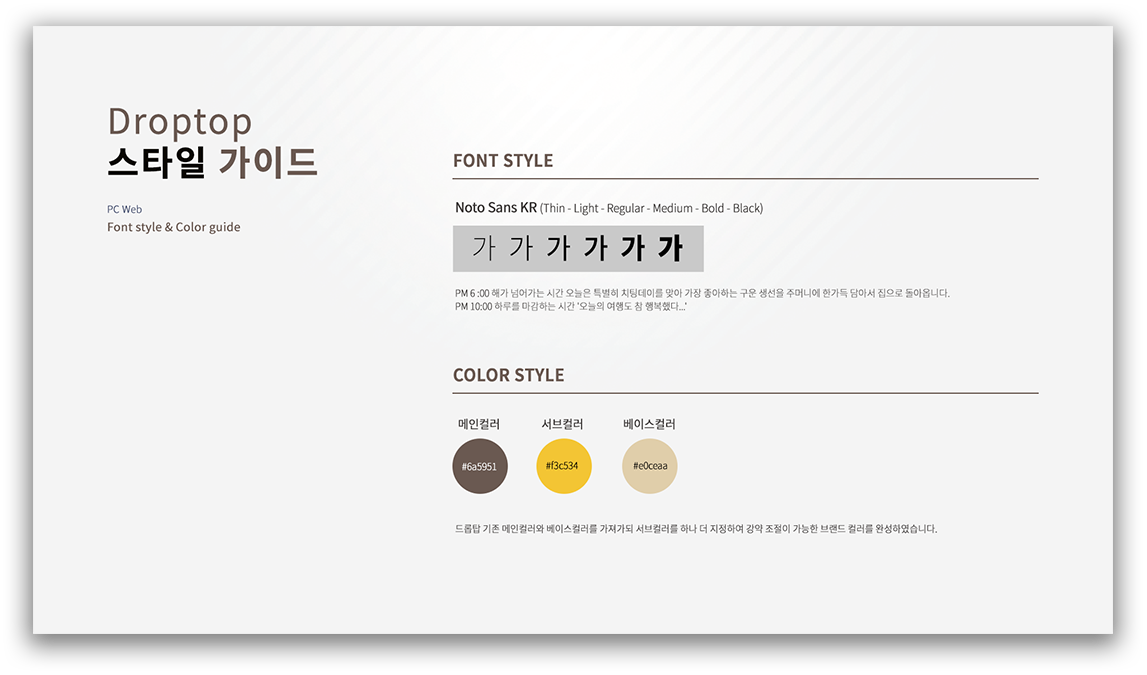 Droptop
스타일 가이드
PC Web
Font style & Color guide
FONT STYLE
Noto Sans KR (Thin - Light - Regular - Medium - Bold - Black)
가 가 가 가 가 가
PM 6 :00 해가 넘어가는 시간 오늘은 특별히 치팅데이를 맞아 가장 좋아하는 구운 생선을 주머니에 한가득 담아서 집으로 돌아옵니다.
PM 10:00 하루를 마감하는 시간 '오늘의 여행도 참 행복했다...'
COLOR STYLE
메인컬러 서브컬러 베이스컬러
#6a5951 #f3c534 #e0ceaa
드롭탑 기존 메인컬러와 베이스컬러를 가져가되 서브컬러를 하나 더 지정하여 강약 조절이 가능한 브랜드 컬러를 완성하였습니다.